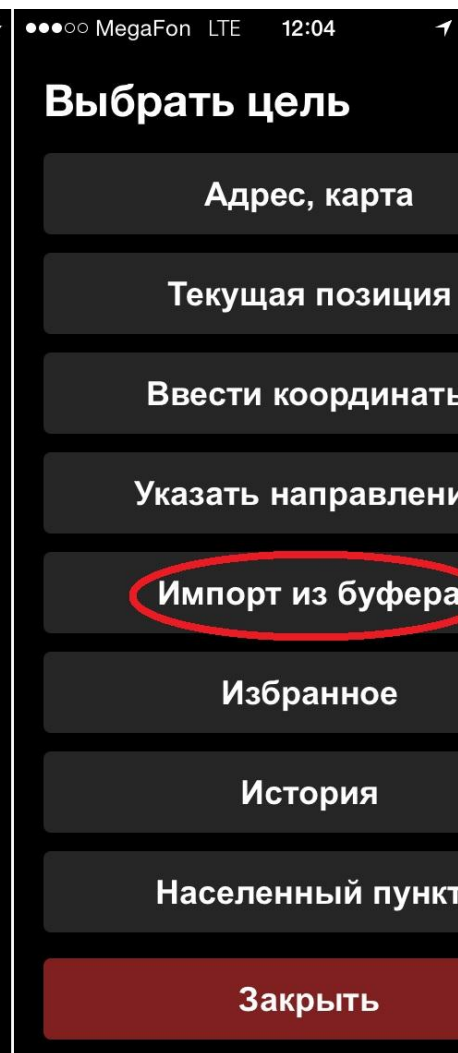 MegaFon LTE 12:04
Выбрать цель
Адрес, карта
Текущая позиция
Ввести координаты
Указать направлени
Импорт из буфера
Избранное
История
Населенный пункт
Закрыть